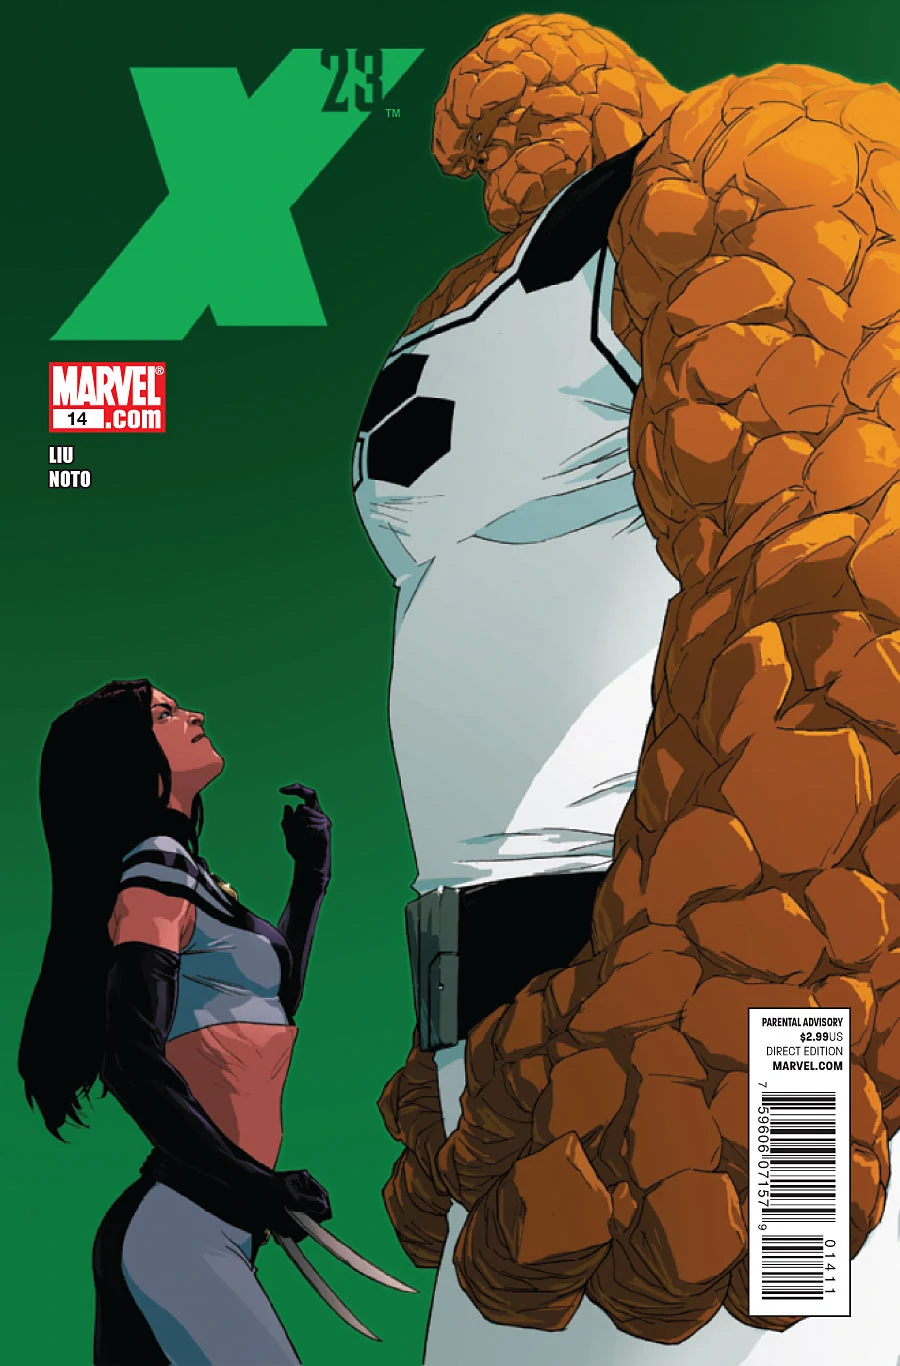 X
23
™
MARVEL®
14 .com
LIU
NOTO
PARENTAL ADVISORY
$2.99US
DIRECT EDITION
MARVEL.COM
7 59606 07157 9
01411